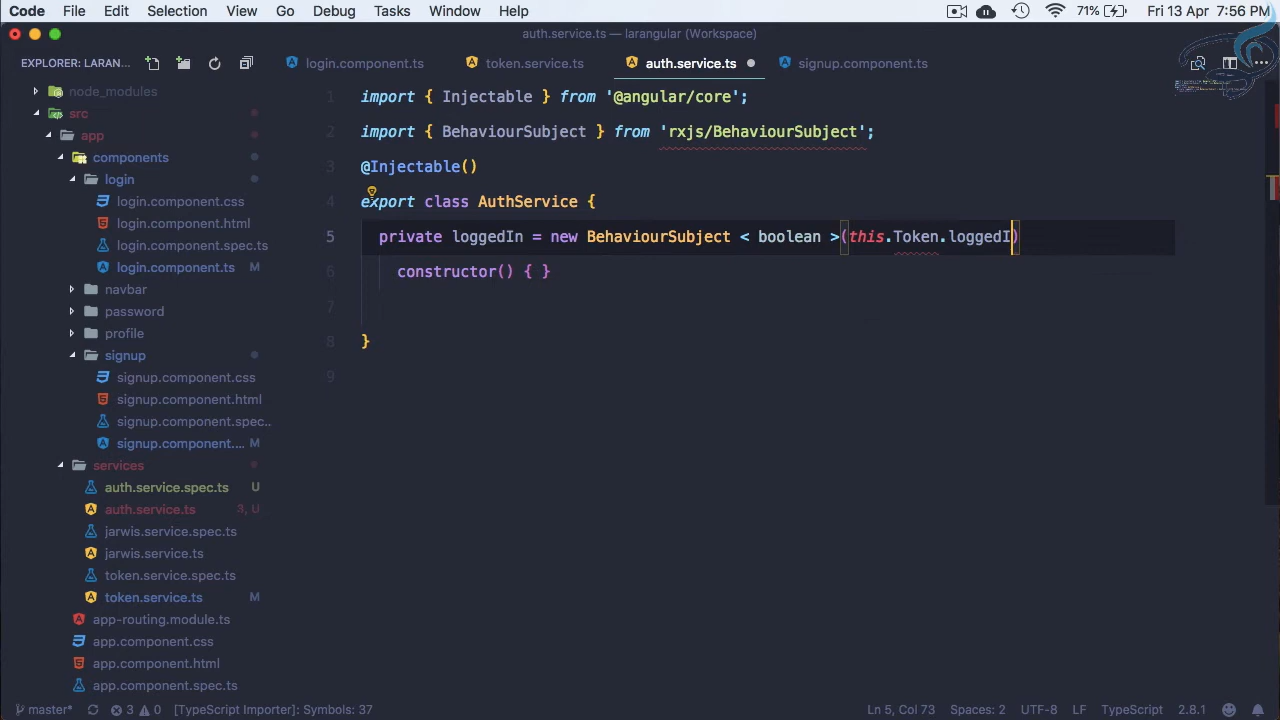 Code File Edit Selection View Go Debug Tasks Window Help 71% Fri 13 Apr 7:56 PM
auth.service.ts — larangular (Workspace)
EXPLORER: LARAN... login.component.ts token.service.ts auth.service.ts signup.component.ts
node_modules
src
app
components
login
login.component.css
login.component.html
login.component.spec.ts
login.component.ts M
navbar
password
profile
signup
signup.component.css
signup.component.html
signup.component.spec..
signup.component.... M
services
auth.service.spec.ts U
auth.service.ts 3, U
jarwis.service.spec.ts
jarwis.service.ts
token.service.spec.ts
token.service.ts M
app-routing.module.ts
app.component.css
app.component.html
app.component.spec.ts
1 import { Injectable } from '@angular/core';
2 import { BehaviourSubject } from 'rxjs/BehaviourSubject';
3 @Injectable()
4 export class AuthService {
5 private loggedIn = new BehaviourSubject < boolean >(this.Token.loggedI)
6 constructor() { }
7
8 }
9
master* 3 0 [TypeScript Importer]: Symbols: 37 Ln 5, Col 73 Spaces: 2 UTF-8 LF TypeScript 2.8.1